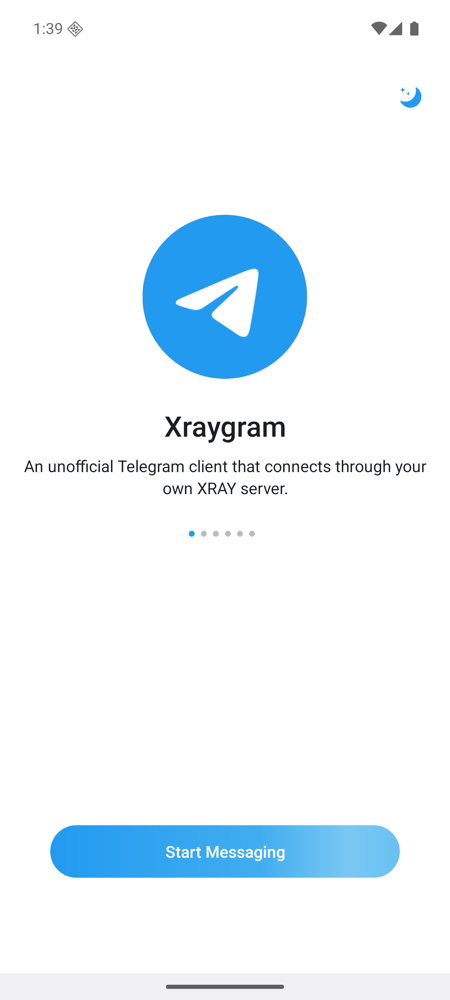 1:39
Xraygram
An unofficial Telegram client that connects through your
own XRAY server.
Start Messaging